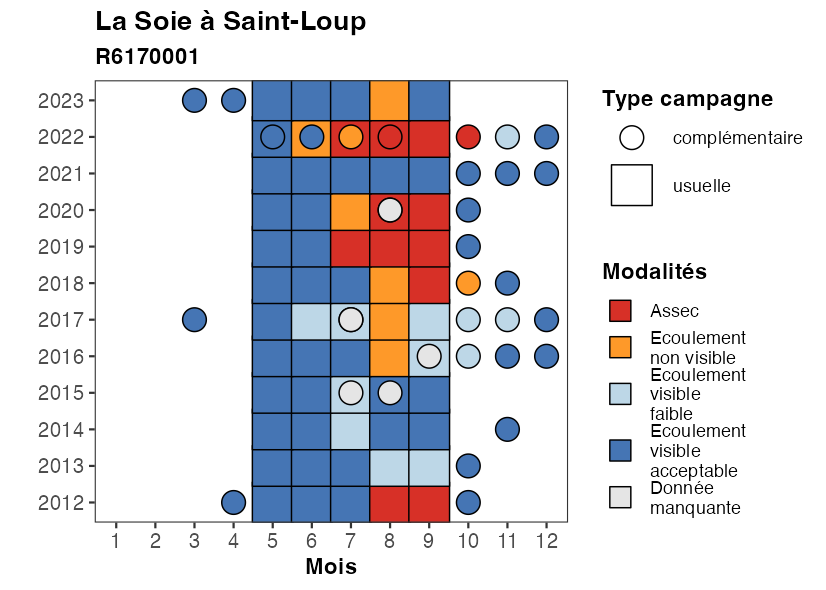 La Soie à Saint-Loup
R6170001
2023
2022
2021
2020
2019
2018
2017
2016
2015
2014
2013
2012
1 2 3 4 5 6 7 8 9 10 11 12
Mois
Type campagne
complémentaire
usuelle
Modalités
Assec
Ecoulement
non visible
Ecoulement
visible
faible
Ecoulement
visible
acceptable
Donnée
manquante